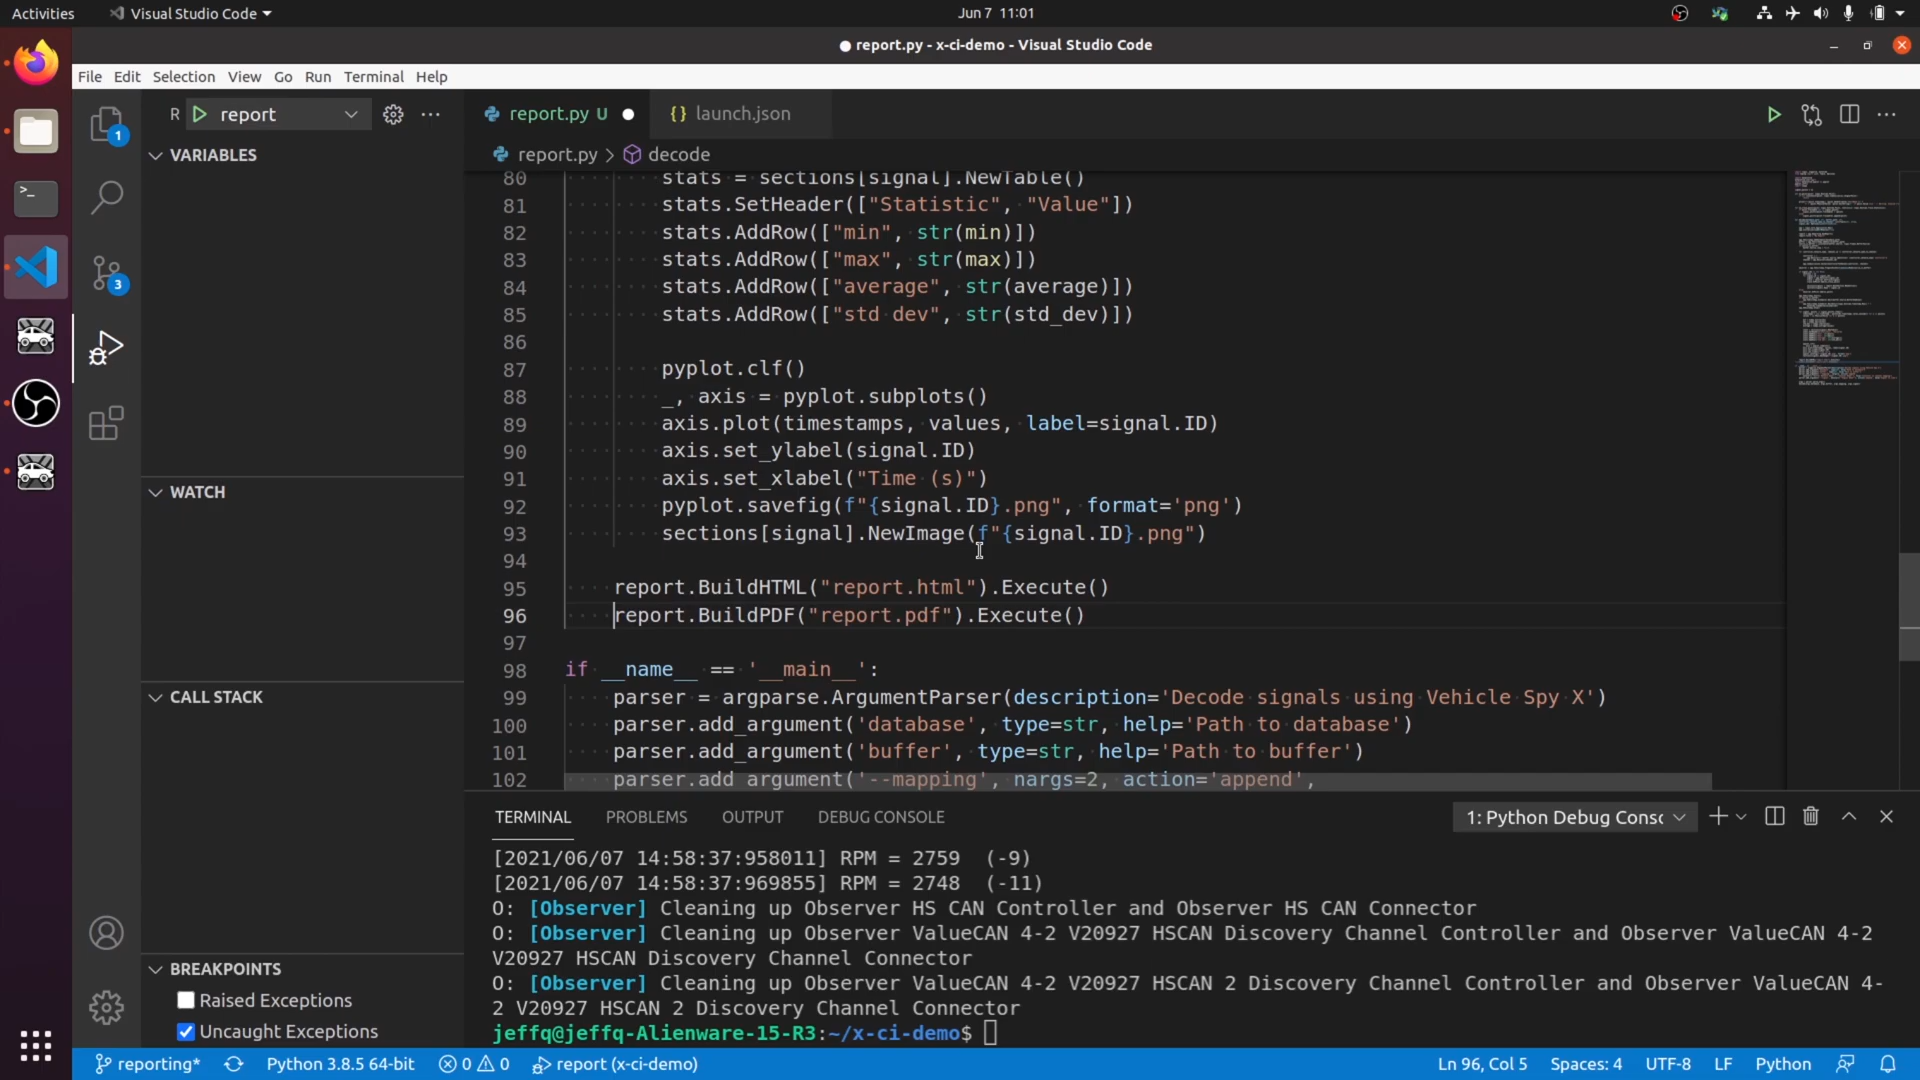 Activities
Visual Studio Code
Jun 7 11:01
● report.py - x-ci-demo - Visual Studio Code
File Edit Selection View Go Run Terminal Help
R report
report.py U
{} launch.json
VARIABLES
report.py > decode
80 stats = sections[signal].NewTable()
81 stats.SetHeader(["Statistic", "Value"])
82 stats.AddRow(["min", str(min)])
83 stats.AddRow(["max", str(max)])
84 stats.AddRow(["average", str(average)])
85 stats.AddRow(["std dev", str(std_dev)])
86
87 pyplot.clf()
88 _, axis = pyplot.subplots()
89 axis.plot(timestamps, values, label=signal.ID)
90 axis.set_ylabel(signal.ID)
91 axis.set_xlabel("Time (s)")
92 pyplot.savefig(f"{signal.ID}.png", format='png')
93 sections[signal].NewImage(f"{signal.ID}.png")
94
95 report.BuildHTML("report.html").Execute()
96 report.BuildPDF("report.pdf").Execute()
97
98 if __name__ == '__main__':
99 parser = argparse.ArgumentParser(description='Decode signals using Vehicle Spy X')
100 parser.add_argument('database', type=str, help='Path to database')
101 parser.add_argument('buffer', type=str, help='Path to buffer')
102 parser.add_argument('--mapping', nargs=2, action='append',
1
3
WATCH
CALL STACK
BREAKPOINTS
Raised Exceptions
Uncaught Exceptions
TERMINAL PROBLEMS OUTPUT DEBUG CONSOLE
1: Python Debug Consc
[2021/06/07 14:58:37:958011] RPM = 2759 (-9)
[2021/06/07 14:58:37:969855] RPM = 2748 (-11)
O: [Observer] Cleaning up Observer HS CAN Controller and Observer HS CAN Connector
O: [Observer] Cleaning up Observer ValueCAN 4-2 V20927 HSCAN Discovery Channel Controller and Observer ValueCAN 4-2
V20927 HSCAN Discovery Channel Connector
O: [Observer] Cleaning up Observer ValueCAN 4-2 V20927 HSCAN 2 Discovery Channel Controller and Observer ValueCAN 4-
2 V20927 HSCAN 2 Discovery Channel Connector
jeffq@jeffq-Alienware-15-R3:~/x-ci-demo$
reporting* Python 3.8.5 64-bit 0 0 report (x-ci-demo)
Ln 96, Col 5 Spaces: 4 UTF-8 LF Python